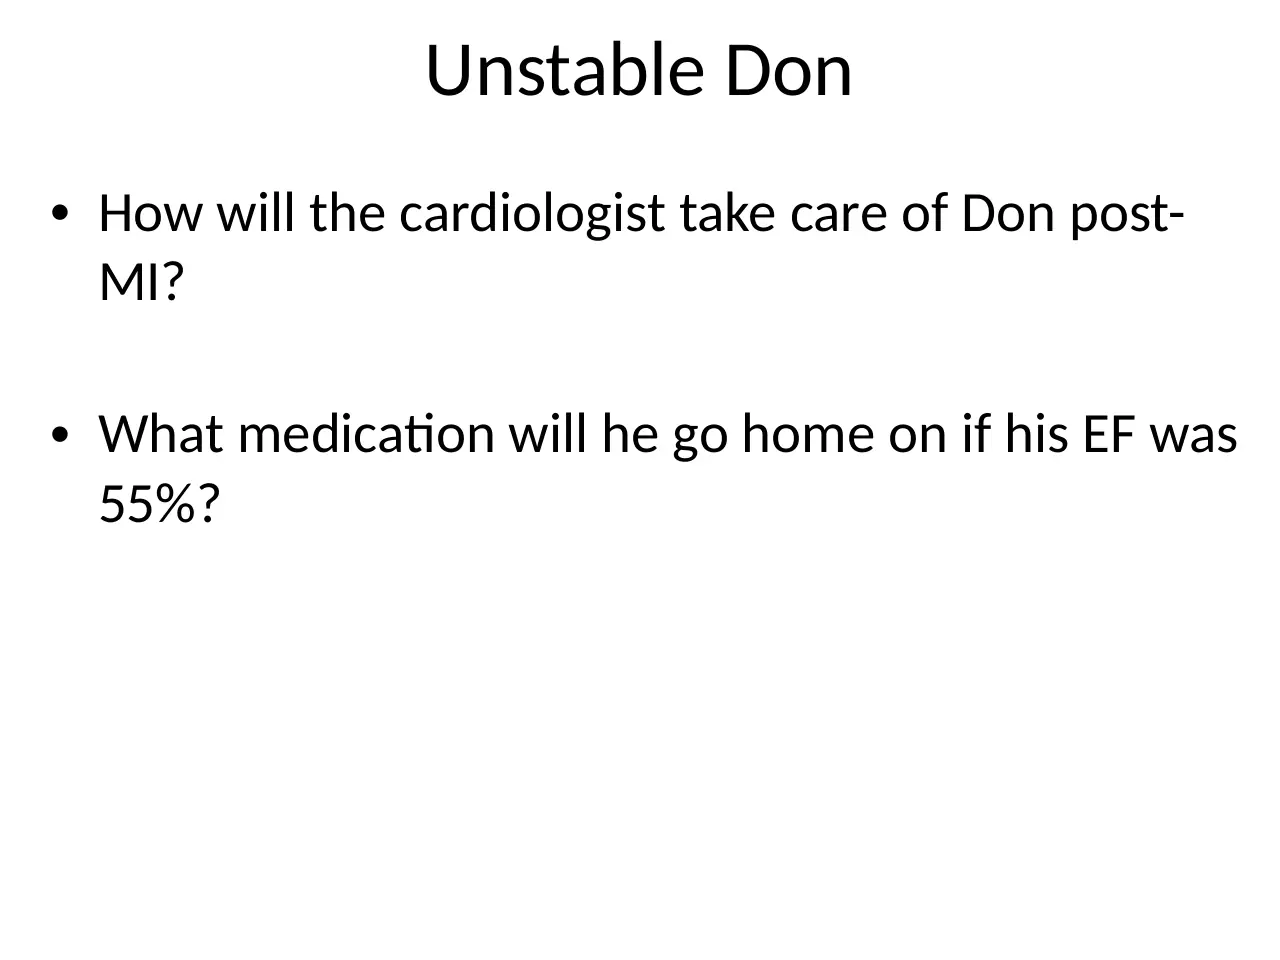 Unstable Don
• How will the cardiologist take care of Don post-
MI?
• What medication will he go home on if his EF was
55%?